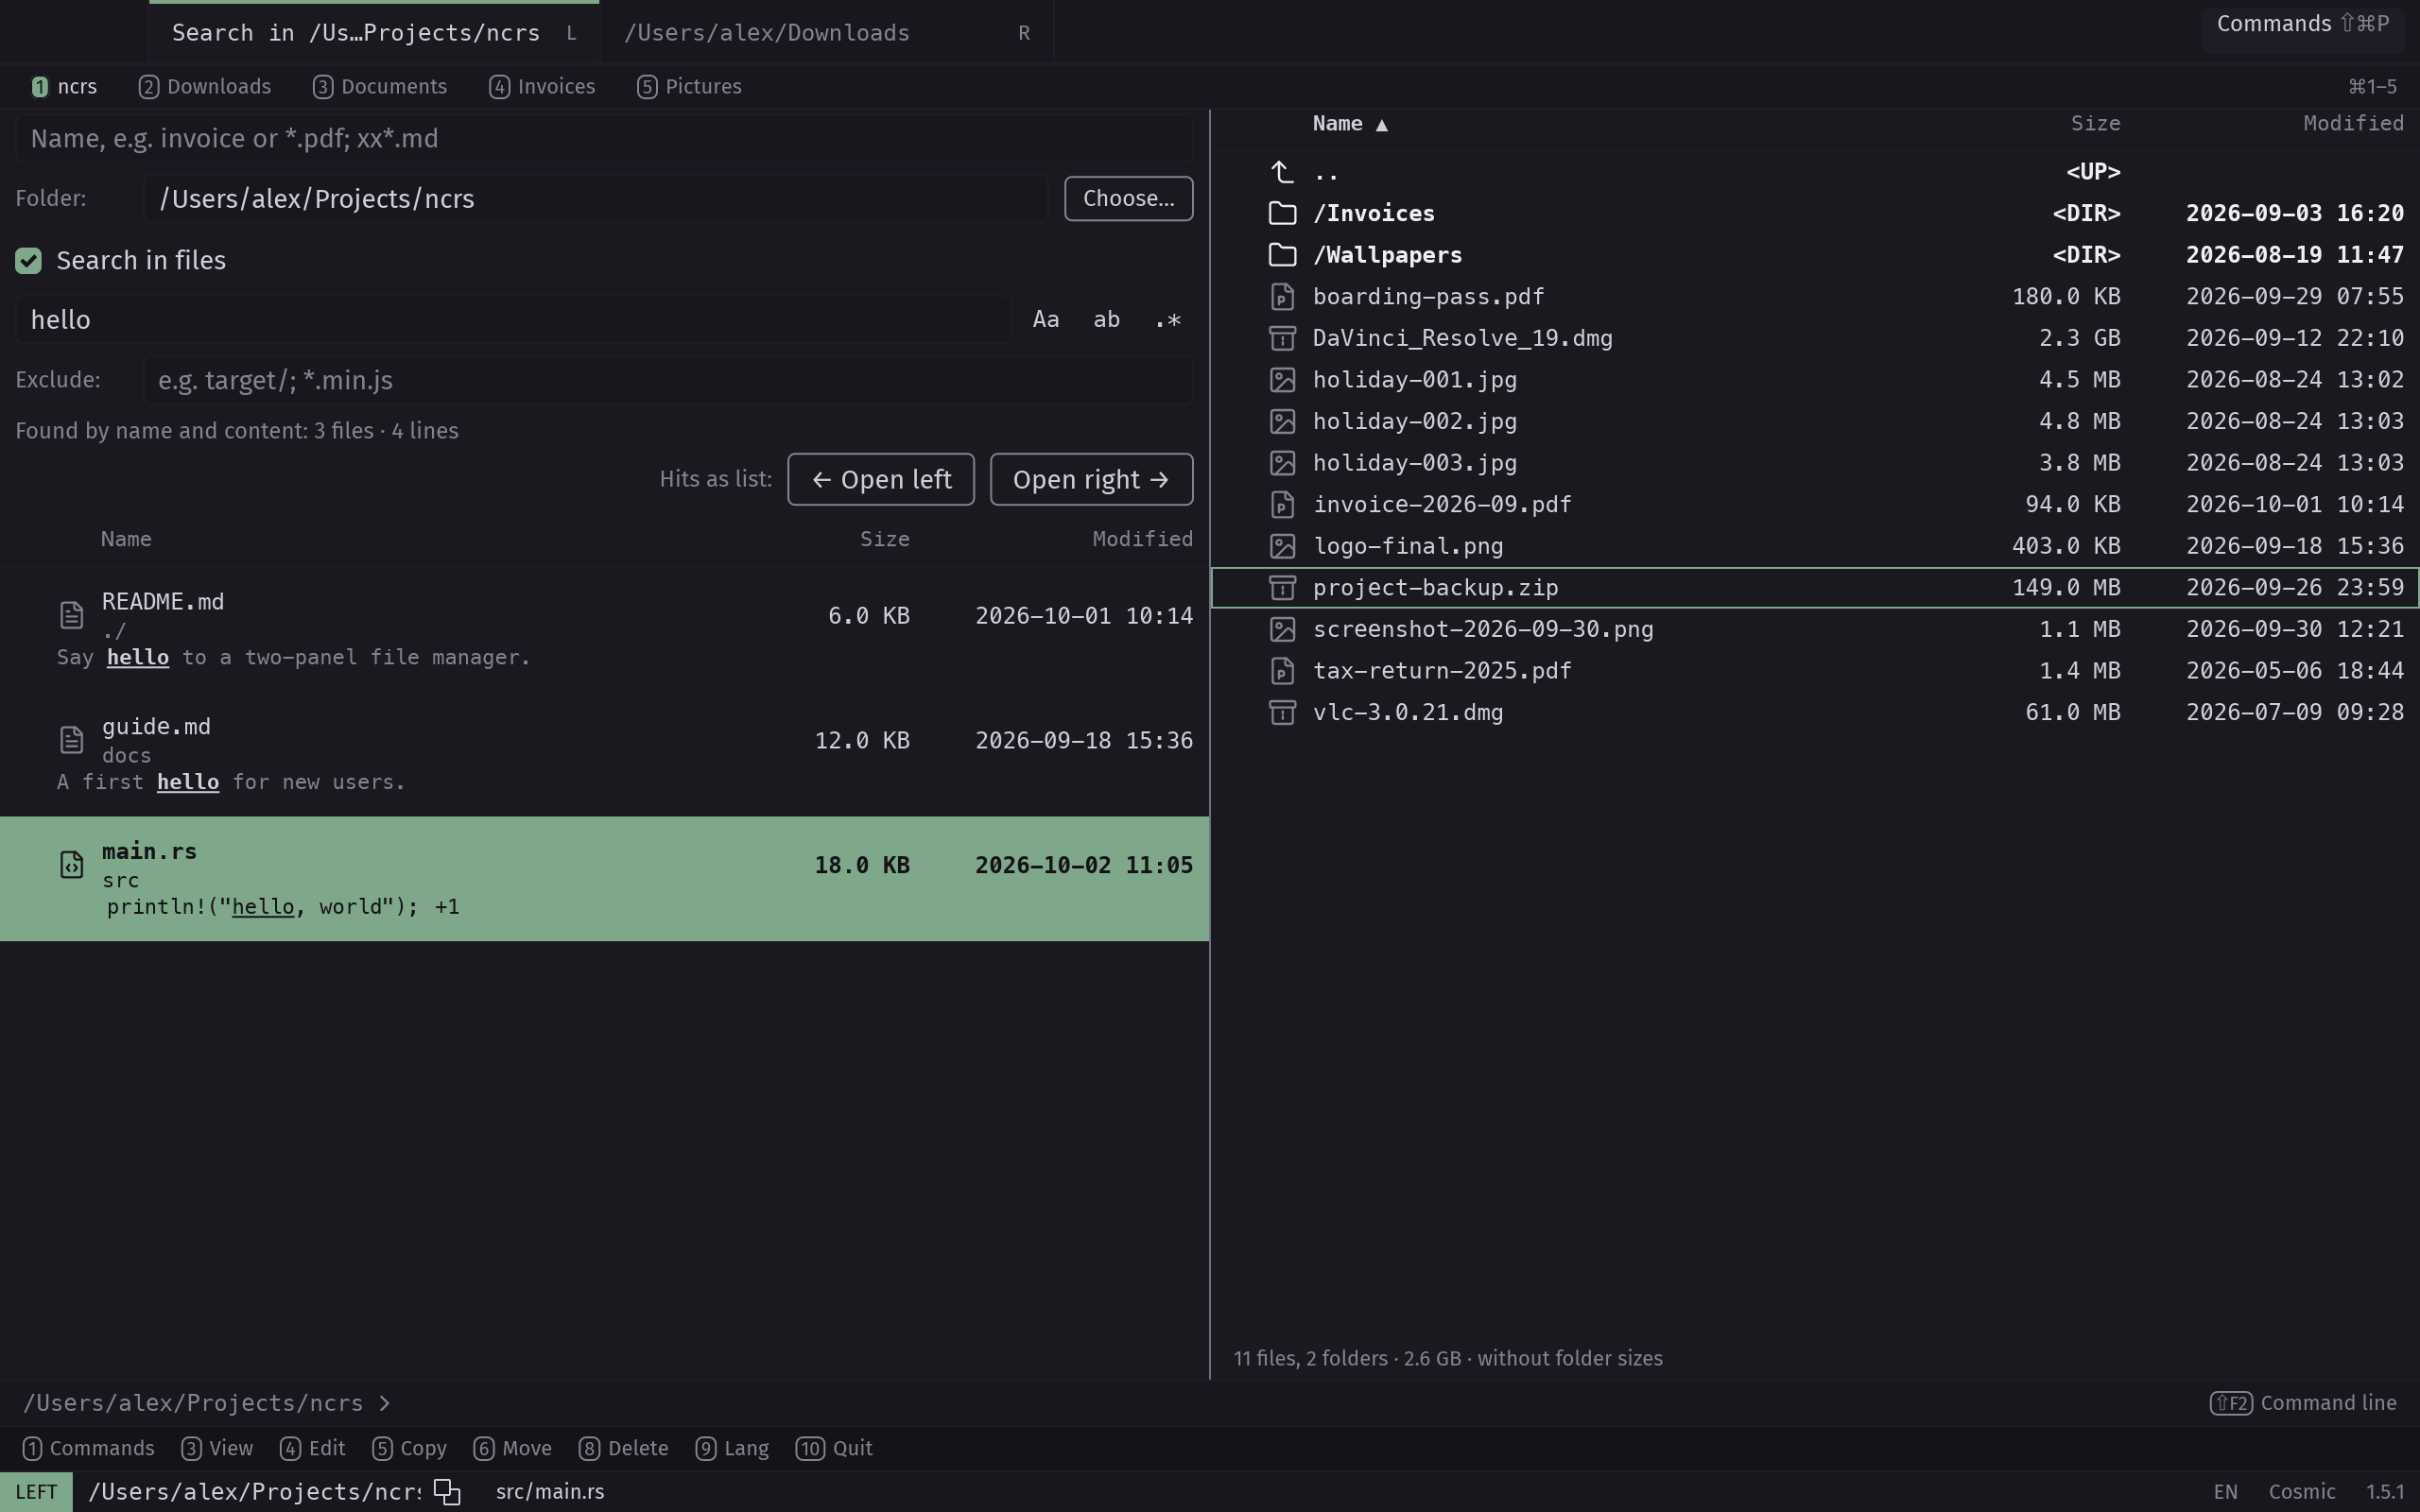 Search in /Us…Projects/ncrs L /Users/alex/Downloads R Commands ⇧⌘P
1 ncrs 2 Downloads 3 Documents 4 Invoices 5 Pictures ⌘1–5
Name, e.g. invoice or *.pdf; xx*.md
Folder: /Users/alex/Projects/ncrs Choose...
Search in files
hello Aa ab .*
Exclude: e.g. target/; *.min.js
Found by name and content: 3 files · 4 lines
Hits as list: ← Open left Open right →
Name Size Modified
README.md 6.0 KB 2026-10-01 10:14
./
Say hello to a two-panel file manager.
guide.md 12.0 KB 2026-09-18 15:36
docs
A first hello for new users.
main.rs 18.0 KB 2026-10-02 11:05
src
println!("hello, world"); +1
Name ▲ Size Modified
.. <UP>
/Invoices <DIR> 2026-09-03 16:20
/Wallpapers <DIR> 2026-08-19 11:47
boarding-pass.pdf 180.0 KB 2026-09-29 07:55
DaVinci_Resolve_19.dmg 2.3 GB 2026-09-12 22:10
holiday-001.jpg 4.5 MB 2026-08-24 13:02
holiday-002.jpg 4.8 MB 2026-08-24 13:03
holiday-003.jpg 3.8 MB 2026-08-24 13:03
invoice-2026-09.pdf 94.0 KB 2026-10-01 10:14
logo-final.png 403.0 KB 2026-09-18 15:36
project-backup.zip 149.0 MB 2026-09-26 23:59
screenshot-2026-09-30.png 1.1 MB 2026-09-30 12:21
tax-return-2025.pdf 1.4 MB 2026-05-06 18:44
vlc-3.0.21.dmg 61.0 MB 2026-07-09 09:28
11 files, 2 folders · 2.6 GB · without folder sizes
/Users/alex/Projects/ncrs > ⇧F2 Command line
1 Commands 3 View 4 Edit 5 Copy 6 Move 8 Delete 9 Lang 10 Quit
LEFT /Users/alex/Projects/ncrs src/main.rs EN Cosmic 1.5.1